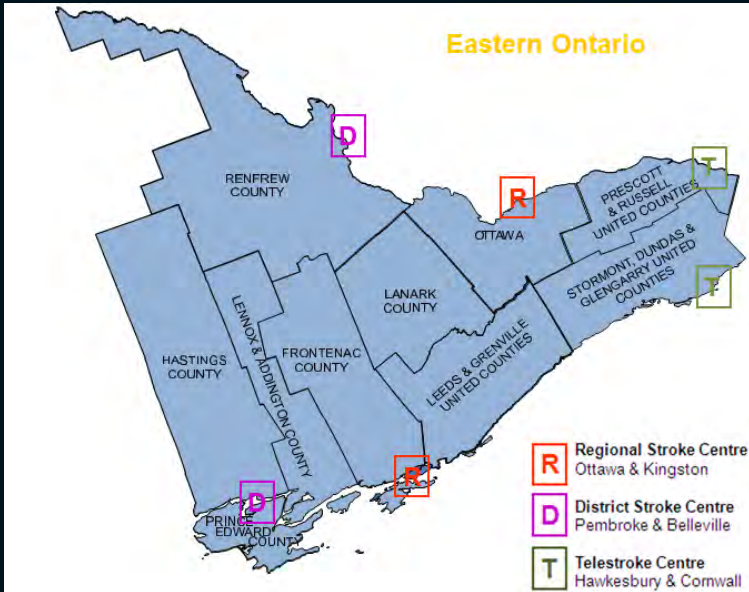 Eastern Ontario
D
T
RENFREW
COUNTY
R
PRESCOTT
& RUSSELL
UNITED COUNTIES
OTTAWA
STORMONT, DUNDAS &
GLENGARRY UNITED
COUNTIES
T
LANARK
COUNTY
LENNOX & ADDINGTON COUNTY
HASTINGS
COUNTY
FRONTENAC
COUNTY
LEEDS & GRENVILLE
UNITED COUNTIES
R
D
PRINCE
EDWARD
COUNTY
R
Regional Stroke Centre
Ottawa & Kingston
D
District Stroke Centre
Pembroke & Belleville
T
Telestroke Centre
Hawkesbury & Cornwall